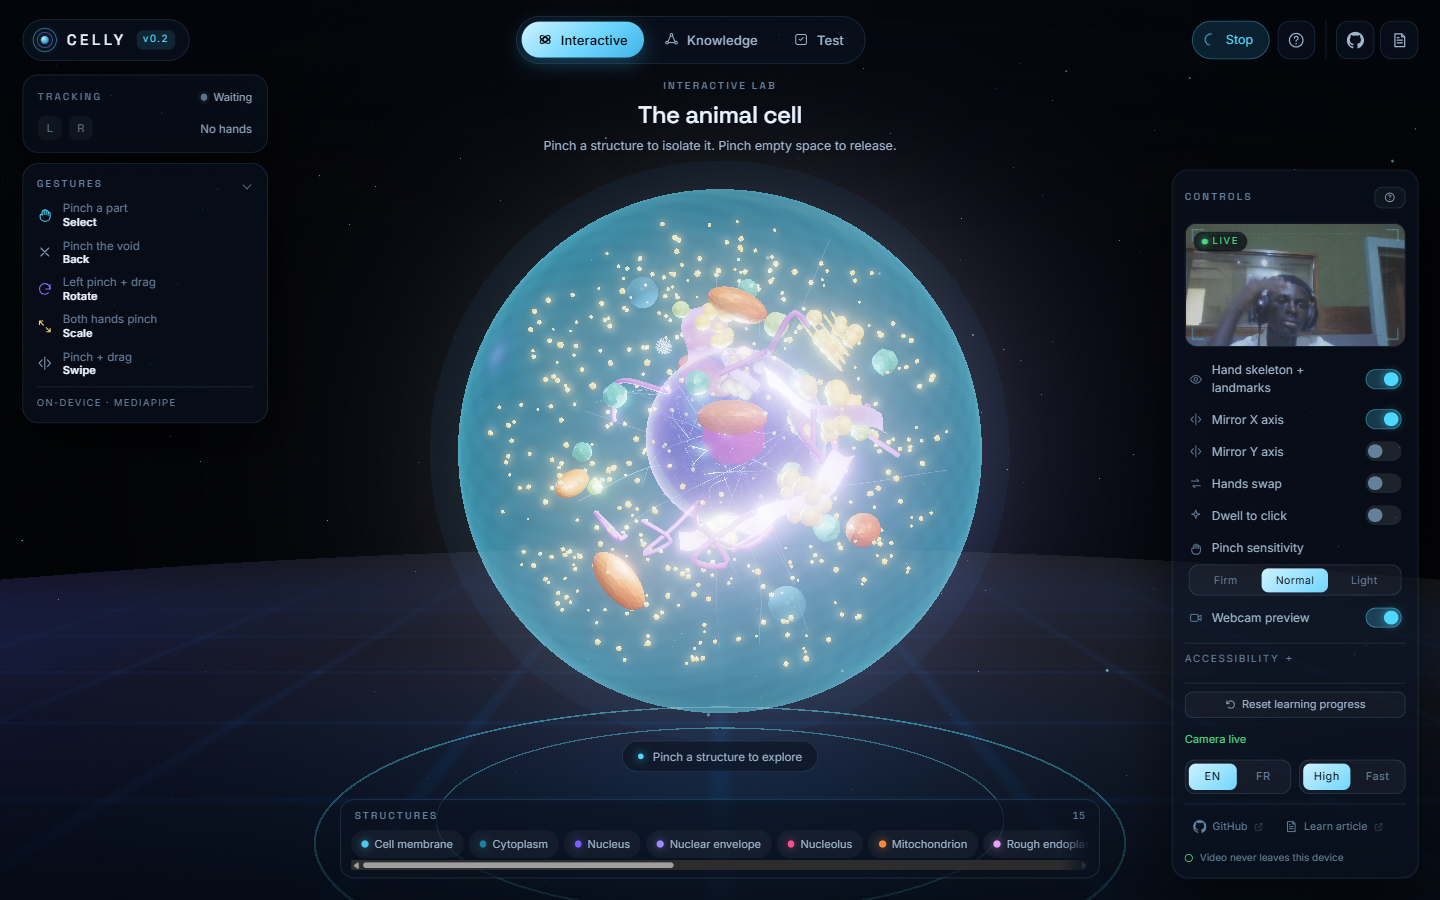 CELLY v0.2
Interactive
Knowledge
Test
Stop
TRACKING
Waiting
L R
No hands
GESTURES
Pinch a part
Select
Pinch the void
Back
Left pinch + drag
Rotate
Both hands pinch
Scale
Pinch + drag
Swipe
ON-DEVICE · MEDIAPIPE
INTERACTIVE LAB
The animal cell
Pinch a structure to isolate it. Pinch empty space to release.
Pinch a structure to explore
STRUCTURES
15
Cell membrane
Cytoplasm
Nucleus
Nuclear envelope
Nucleolus
Mitochondrion
Rough endopla
CONTROLS
LIVE
Hand skeleton +
landmarks
Mirror X axis
Mirror Y axis
Hands swap
Dwell to click
Pinch sensitivity
Firm Normal Light
Webcam preview
ACCESSIBILITY +
Reset learning progress
Camera live
EN FR High Fast
GitHub Learn article
Video never leaves this device